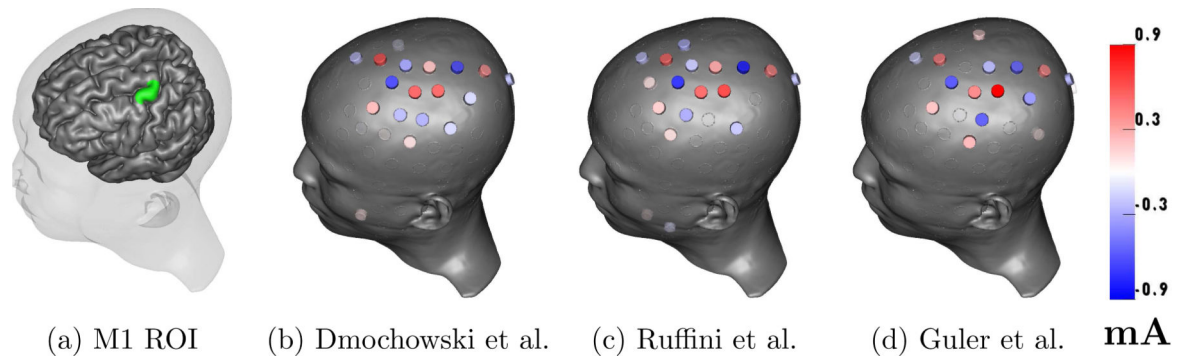 0.9
0.3
-0.3
-0.9
mA
(a) M1 ROI
(b) Dmochowski et al.
(c) Ruffini et al.
(d) Guler et al.